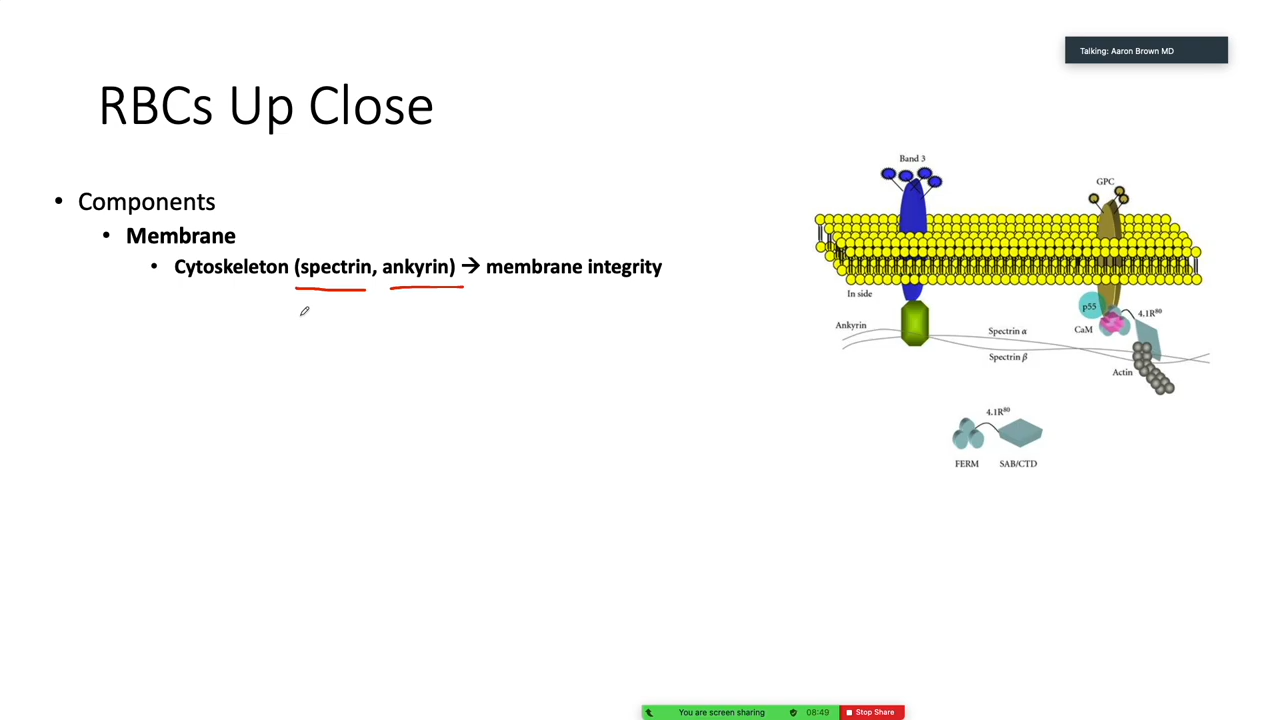 Talking: Aaron Brown MD
RBCs Up Close
• Components
• Membrane
• Cytoskeleton (spectrin, ankyrin) → membrane integrity
Band 3
GPC
In side
p55
4.1R⁸⁰
Ankyrin
Spectrin α
CaM
Spectrin β
Actin
4.1R⁸⁰
FERM
SAB/CTD
You are screen sharing
08:49
Stop Share